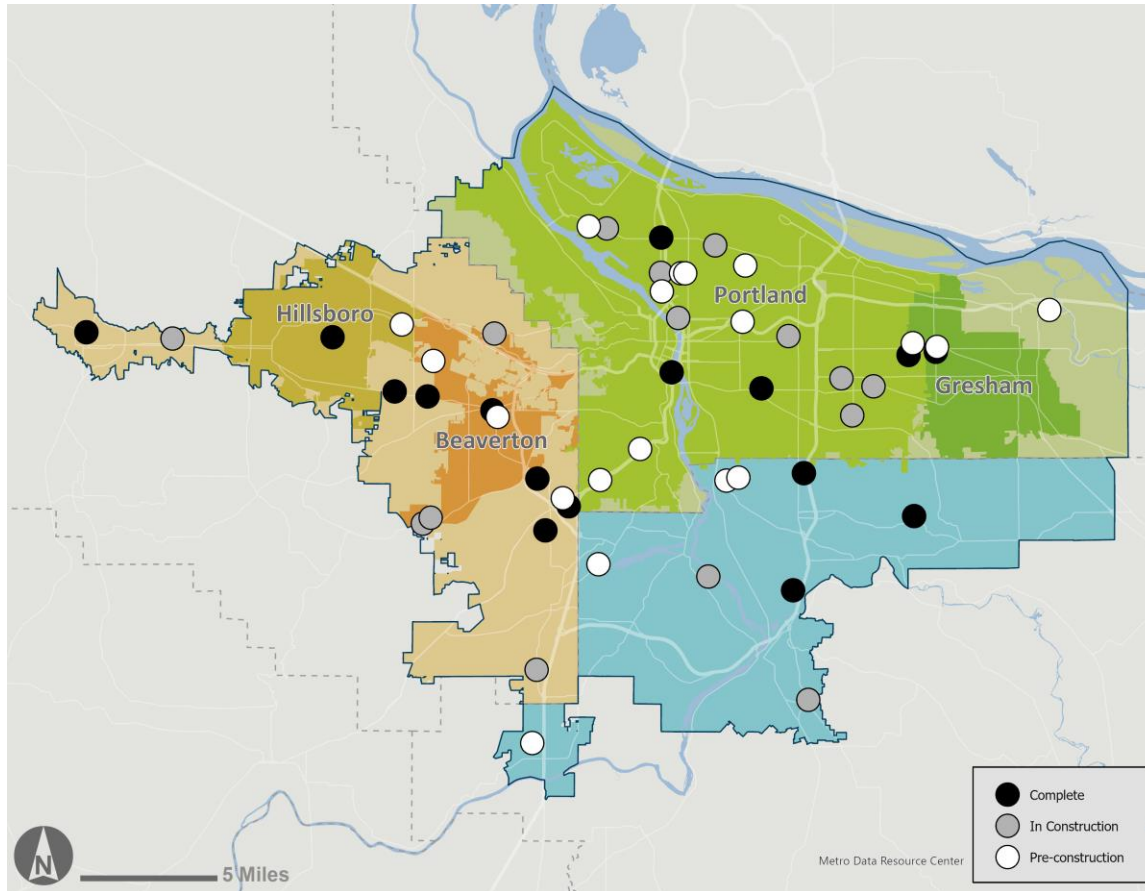 Hillsboro
Portland
Gresham
Beaverton
Complete
In Construction
Pre-construction
Metro Data Resource Center
N
5 Miles